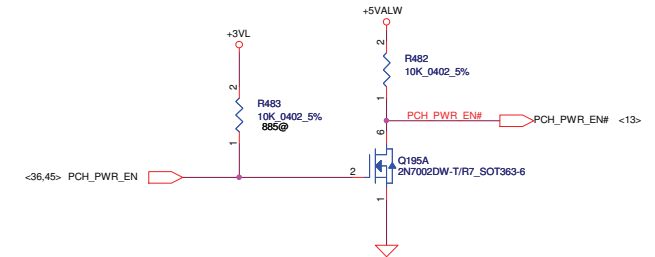 +5VALW
+3VL
2
R482
10K_0402_5%
2
R483
10K_0402_5%
885@
1
1
PCH_PWR_EN#
PCH_PWR_EN# <13>
6
Q195A
2N7002DW-T/R7_SOT363-6
<36,45> PCH_PWR_EN
2
1